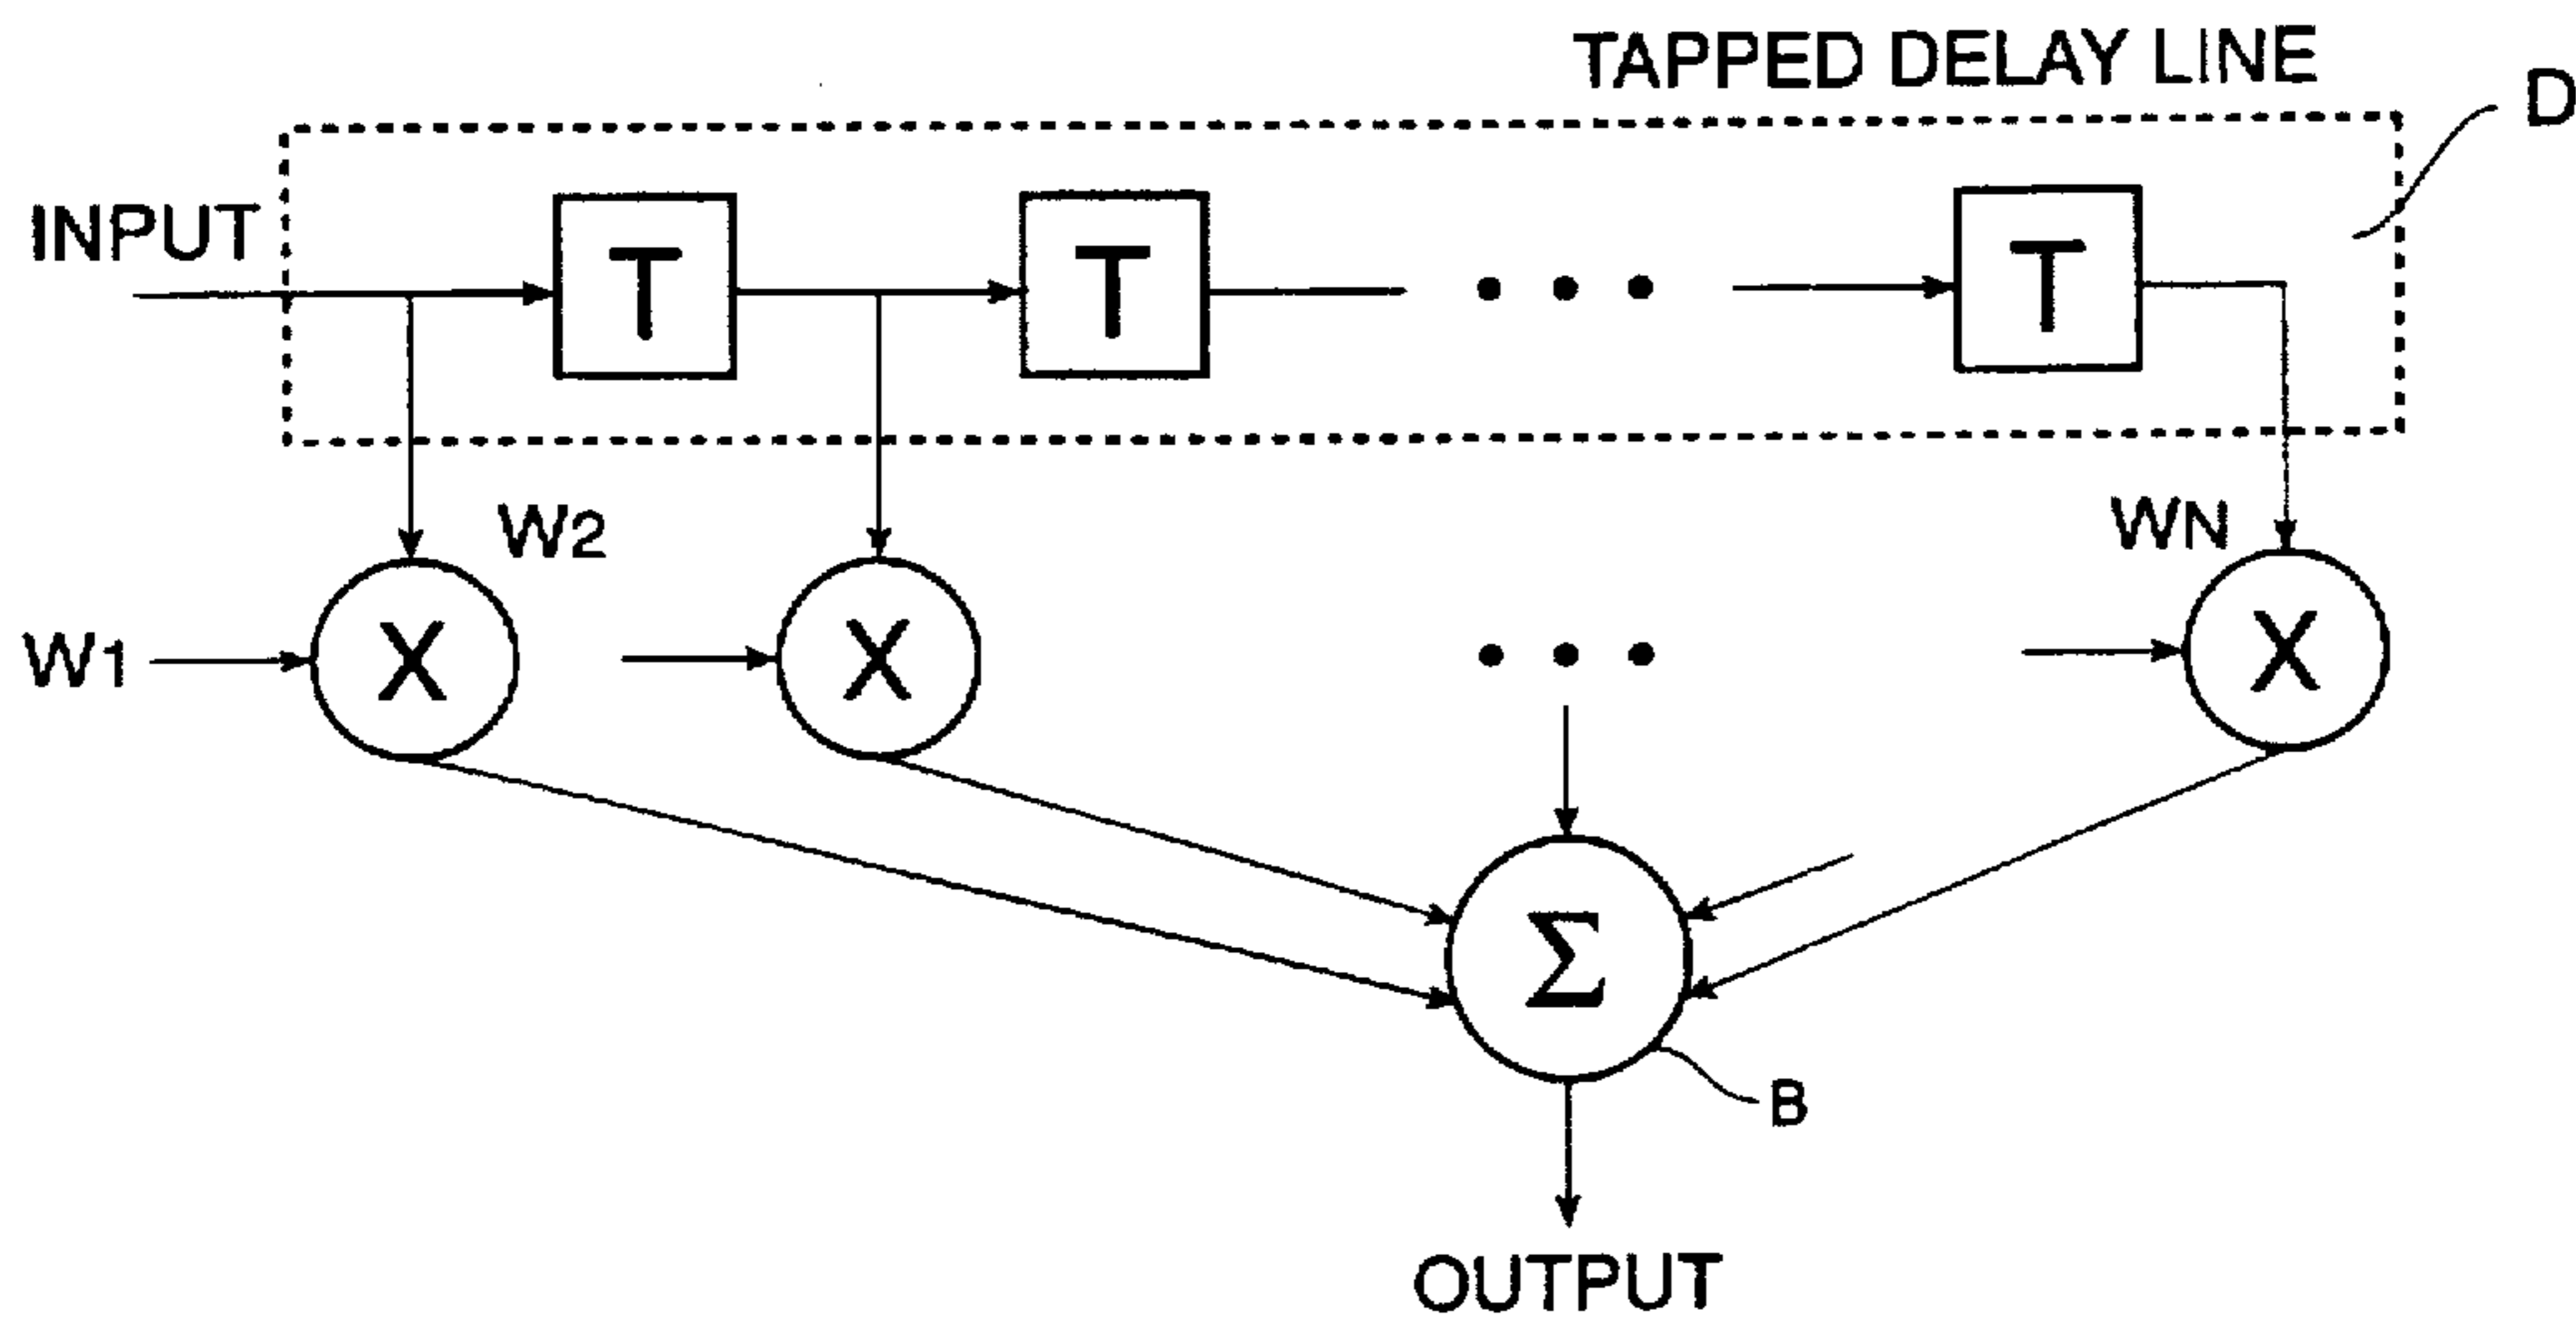 TAPPED DELAY LINE
D
INPUT
T T T
W2
WN
W1
X X X
Σ
B
OUTPUT